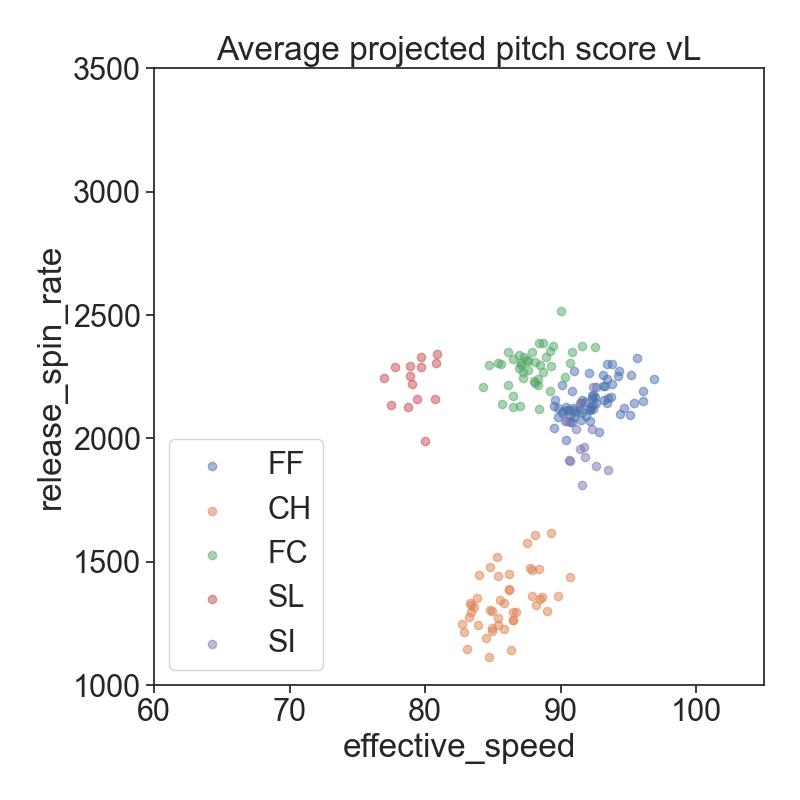 Average projected pitch score vL
3500
3000
2500
2000
1500
1000
release_spin_rate
FF
CH
FC
SL
SI
60
70
80
90
100
effective_speed